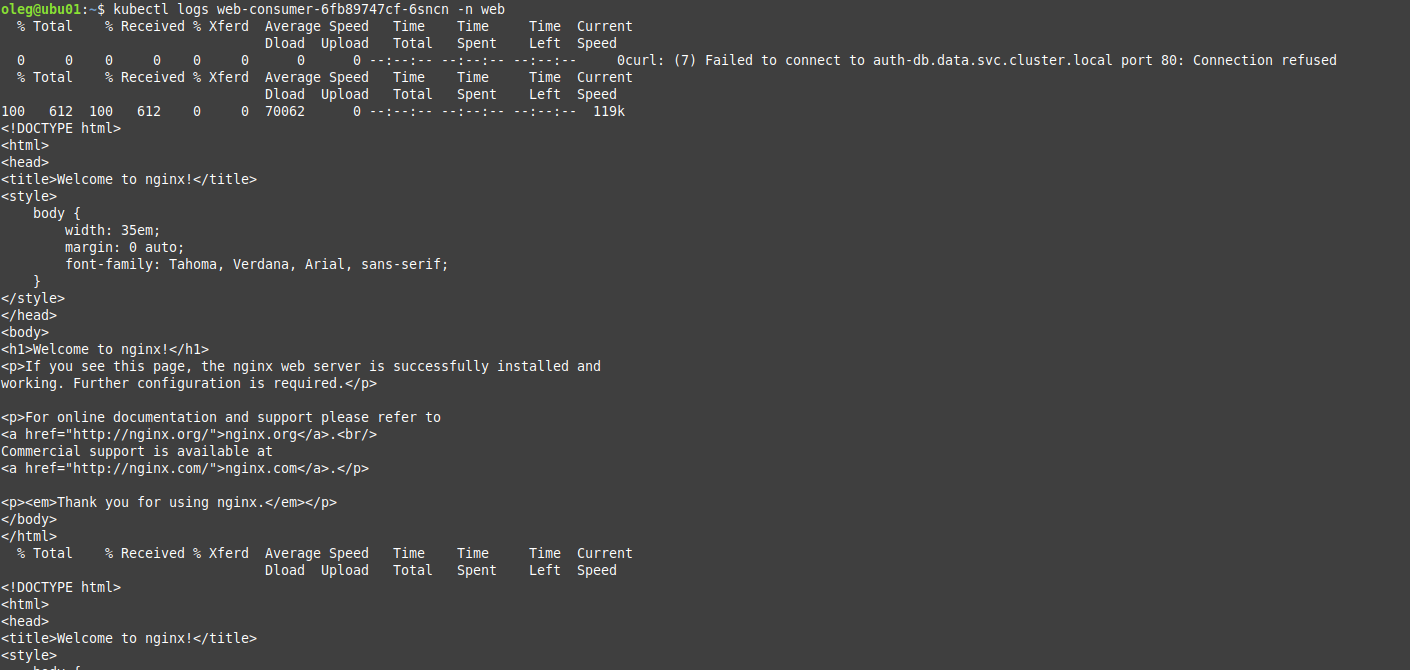 oleg@ubu01:~$ kubectl logs web-consumer-6fb89747cf-6sncn -n web
  % Total    % Received % Xferd  Average Speed   Time    Time     Time  Current
                                 Dload  Upload   Total   Spent    Left  Speed
  0     0    0     0    0     0      0      0 --:--:-- --:--:-- --:--:--     0curl: (7) Failed to connect to auth-db.data.svc.cluster.local port 80: Connection refused
  % Total    % Received % Xferd  Average Speed   Time    Time     Time  Current
                                 Dload  Upload   Total   Spent    Left  Speed
100   612  100   612    0     0  70062      0 --:--:-- --:--:-- --:--:--  119k
<!DOCTYPE html>
<html>
<head>
<title>Welcome to nginx!</title>
<style>
    body {
        width: 35em;
        margin: 0 auto;
        font-family: Tahoma, Verdana, Arial, sans-serif;
    }
</style>
</head>
<body>
<h1>Welcome to nginx!</h1>
<p>If you see this page, the nginx web server is successfully installed and
working. Further configuration is required.</p>

<p>For online documentation and support please refer to
<a href="http://nginx.org/">nginx.org</a>.<br/>
Commercial support is available at
<a href="http://nginx.com/">nginx.com</a>.</p>

<p><em>Thank you for using nginx.</em></p>
</body>
</html>
  % Total    % Received % Xferd  Average Speed   Time    Time     Time  Current
                                 Dload  Upload   Total   Spent    Left  Speed
<!DOCTYPE html>
<html>
<head>
<title>Welcome to nginx!</title>
<style>
    body {